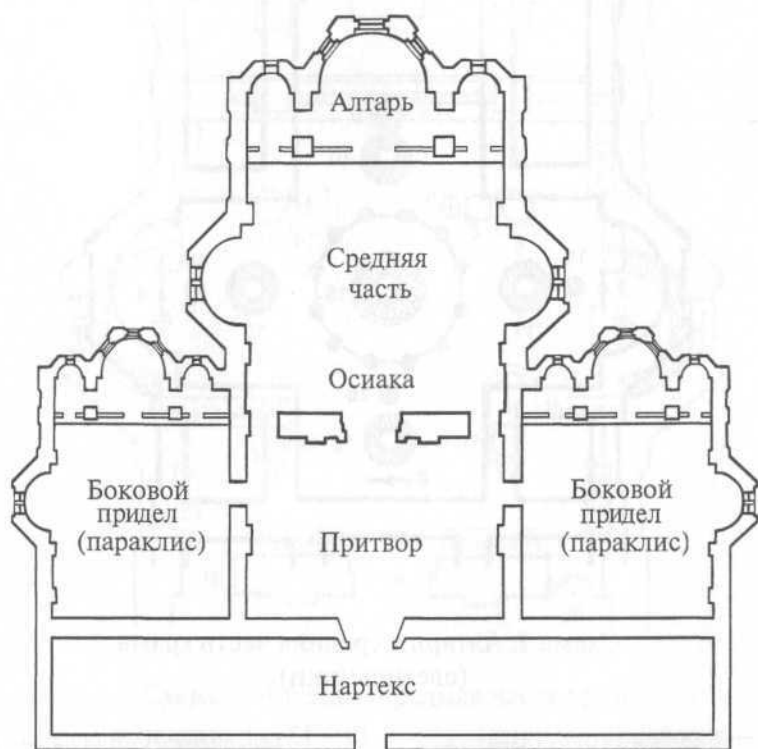 Алтарь
Средняя
часть
Осиака
Боковой
придел
(параклис)
Притвор
Боковой
придел
(параклис)
Нартекс